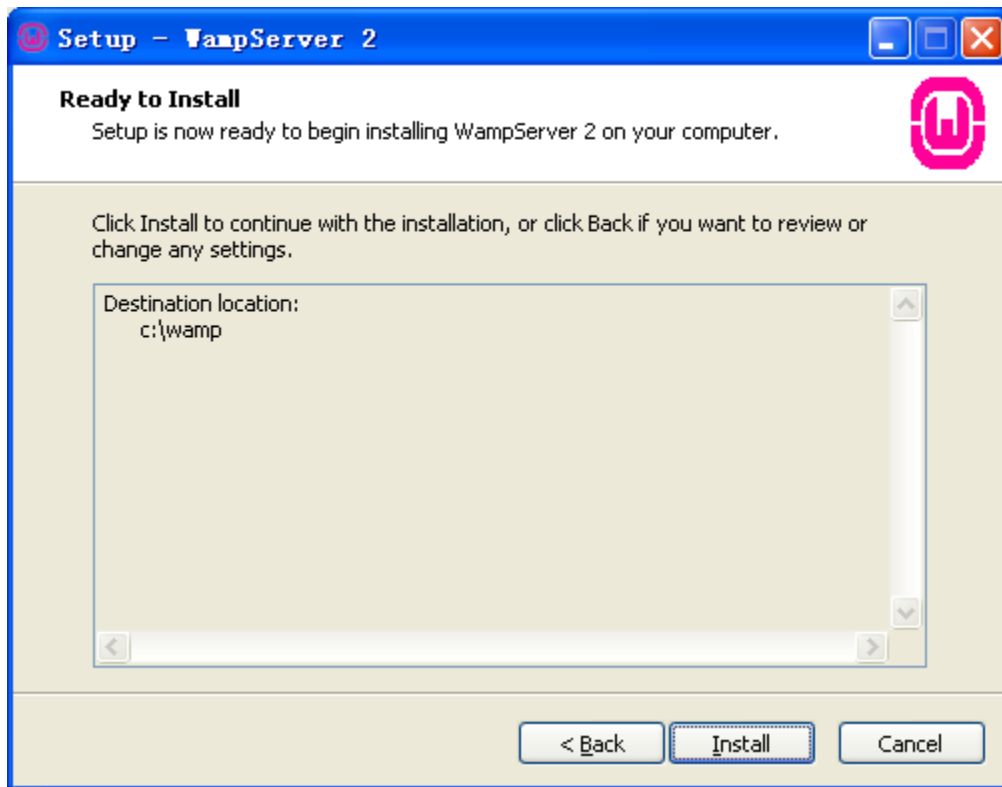 Setup - WampServer 2
Ready to Install
Setup is now ready to begin installing WampServer 2 on your computer.
Click Install to continue with the installation, or click Back if you want to review or
change any settings.
Destination location:
c:\wamp
< Back
Install
Cancel